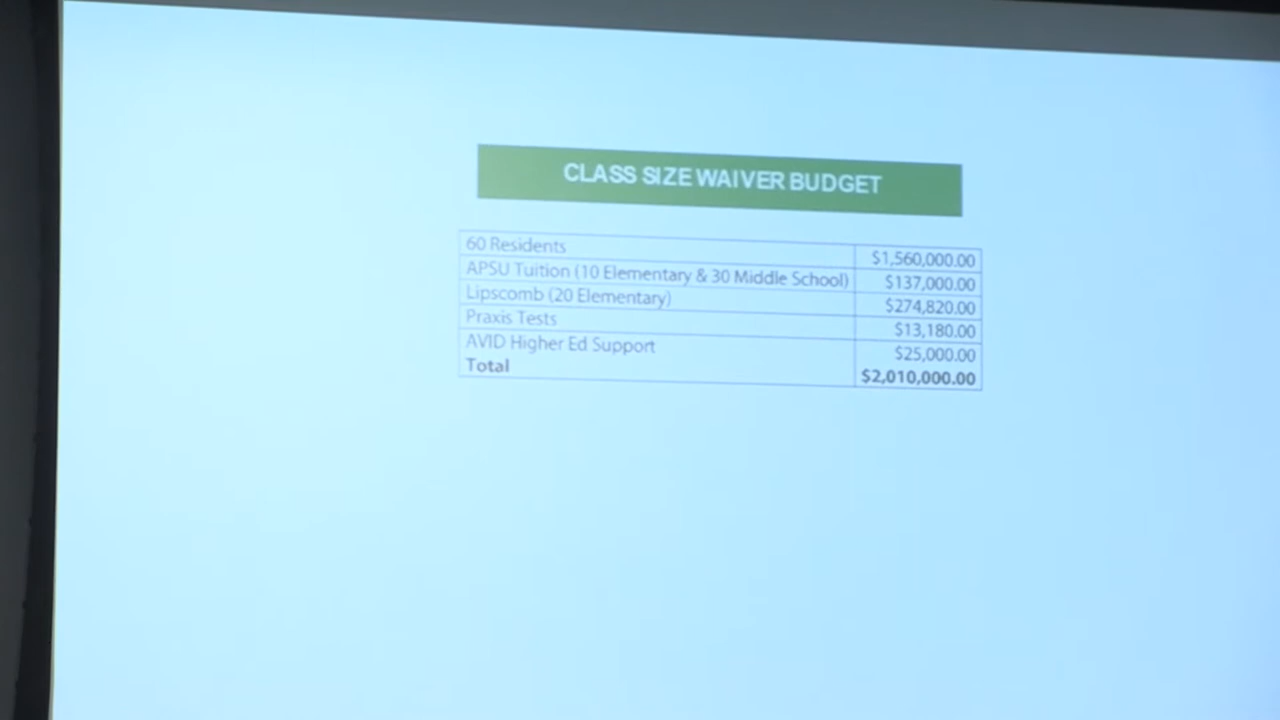 CLASS SIZE WAIVER BUDGET
60 Residents $1,560,000.00
APSU Tuition (10 Elementary & 30 Middle School) $137,000.00
Lipscomb (20 Elementary) $274,820.00
Praxis Tests $13,180.00
AVID Higher Ed Support $25,000.00
Total $2,010,000.00